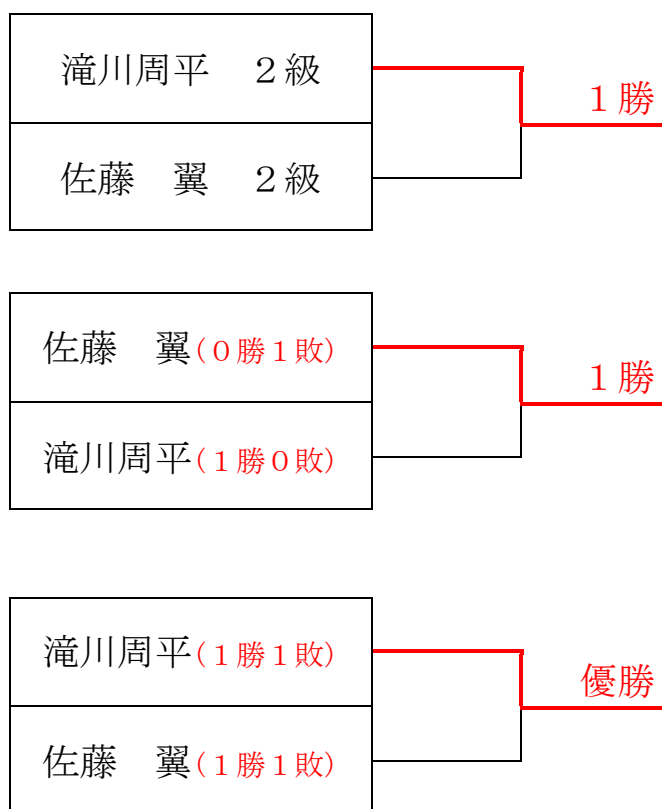 滝川周平　２級
１勝
佐藤　翼　２級
佐藤　翼(０勝１敗)
１勝
滝川周平(１勝０敗)
滝川周平(１勝１敗)
優勝
佐藤　翼(１勝１敗)